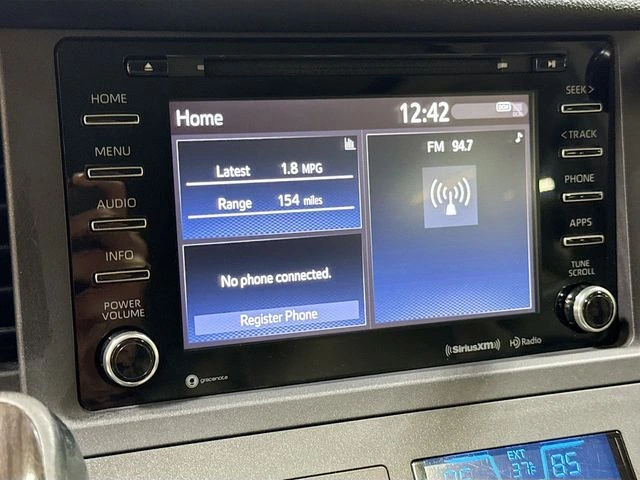 HOME
MENU
AUDIO
INFO
POWER
VOLUME
Home 12:42
Latest 1.8 MPG
Range 154 miles
No phone connected.
Register Phone
FM 94.7
SEEK >
< TRACK
PHONE
APPS
TUNE
SCROLL
gracenote
((SiriusXM))
HD Radio
EXT
37°F
85